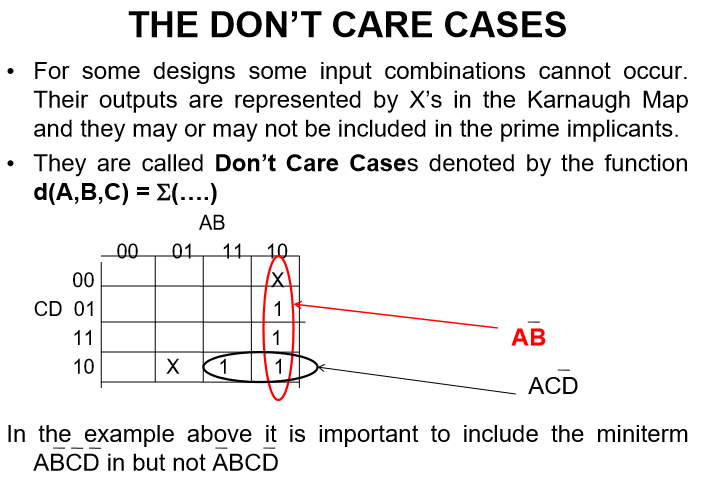 THE DON'T CARE CASES
• For some designs some input combinations cannot occur.
Their outputs are represented by X's in the Karnaugh Map
and they may or may not be included in the prime implicants.
• They are called Don't Care Cases denoted by the function
d(A,B,C) = Σ(....)
AB
00 01 11 10
00 X
CD 01 1
11 1
AB̅
10 X 1 1
ACD̅
In the example above it is important to include the miniterm
AB̅C̅D̅ in but not A̅BCD̅